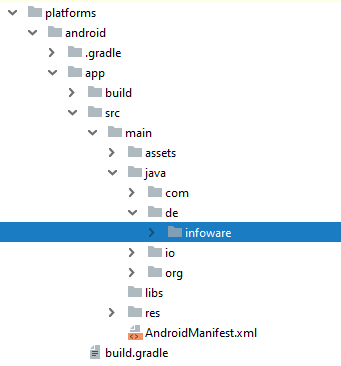 platforms
android
.gradle
app
build
src
main
assets
java
com
de
infoware
io
org
libs
res
AndroidManifest.xml
build.gradle